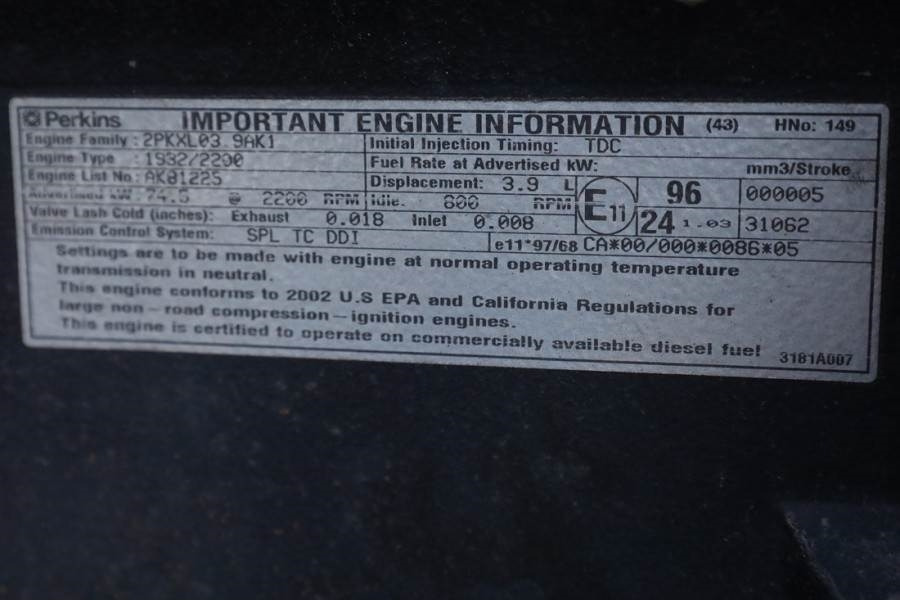 Perkins IMPORTANT ENGINE INFORMATION (43) HNo: 149
Engine Family : 2PKXL03.9AK1 Initial Injection Timing: TDC
Engine Type : 1932/2200 Fuel Rate at Advertised kW: mm3/Stroke
Engine List No: AK81225 Displacement: 3.9 L E11 96 000005
Advertised kW: 74.5 @ 2200 RPM Idle. 800 RPM
Valve Lash Cold (inches): Exhaust 0.018 Inlet 0.008 24 1.03 31062
Emission Control System: SPL TC DDI e11*97/68 CA*00/000*0086*05
Settings are to be made with engine at normal operating temperature
transmission in neutral.
This engine conforms to 2002 U.S EPA and California Regulations for
large non - road compression - ignition engines.
This engine is certified to operate on commercially available diesel fuel 3181A007